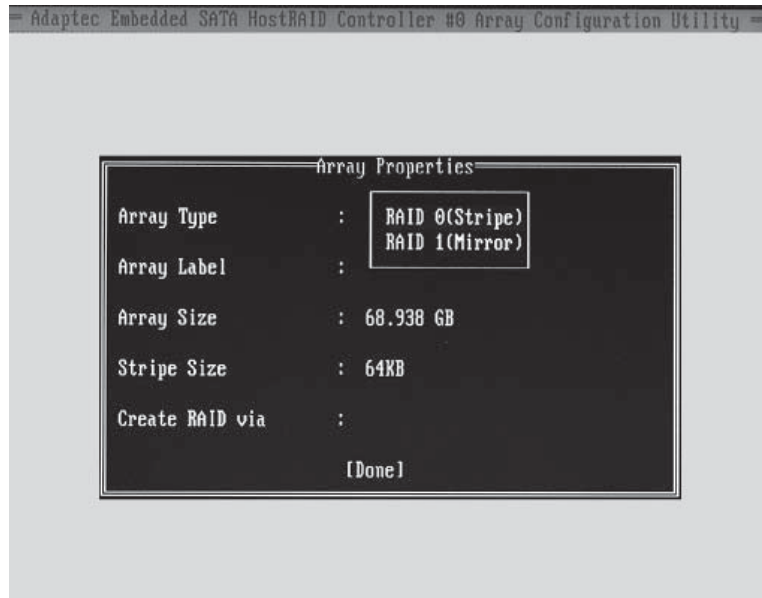 Adaptec Embedded SATA HostRAID Controller #0 Array Configuration Utility
Array Properties
Array Type : RAID 0(Stripe)
RAID 1(Mirror)
Array Label :
Array Size : 68.938 GB
Stripe Size : 64KB
Create RAID via :
[Done]